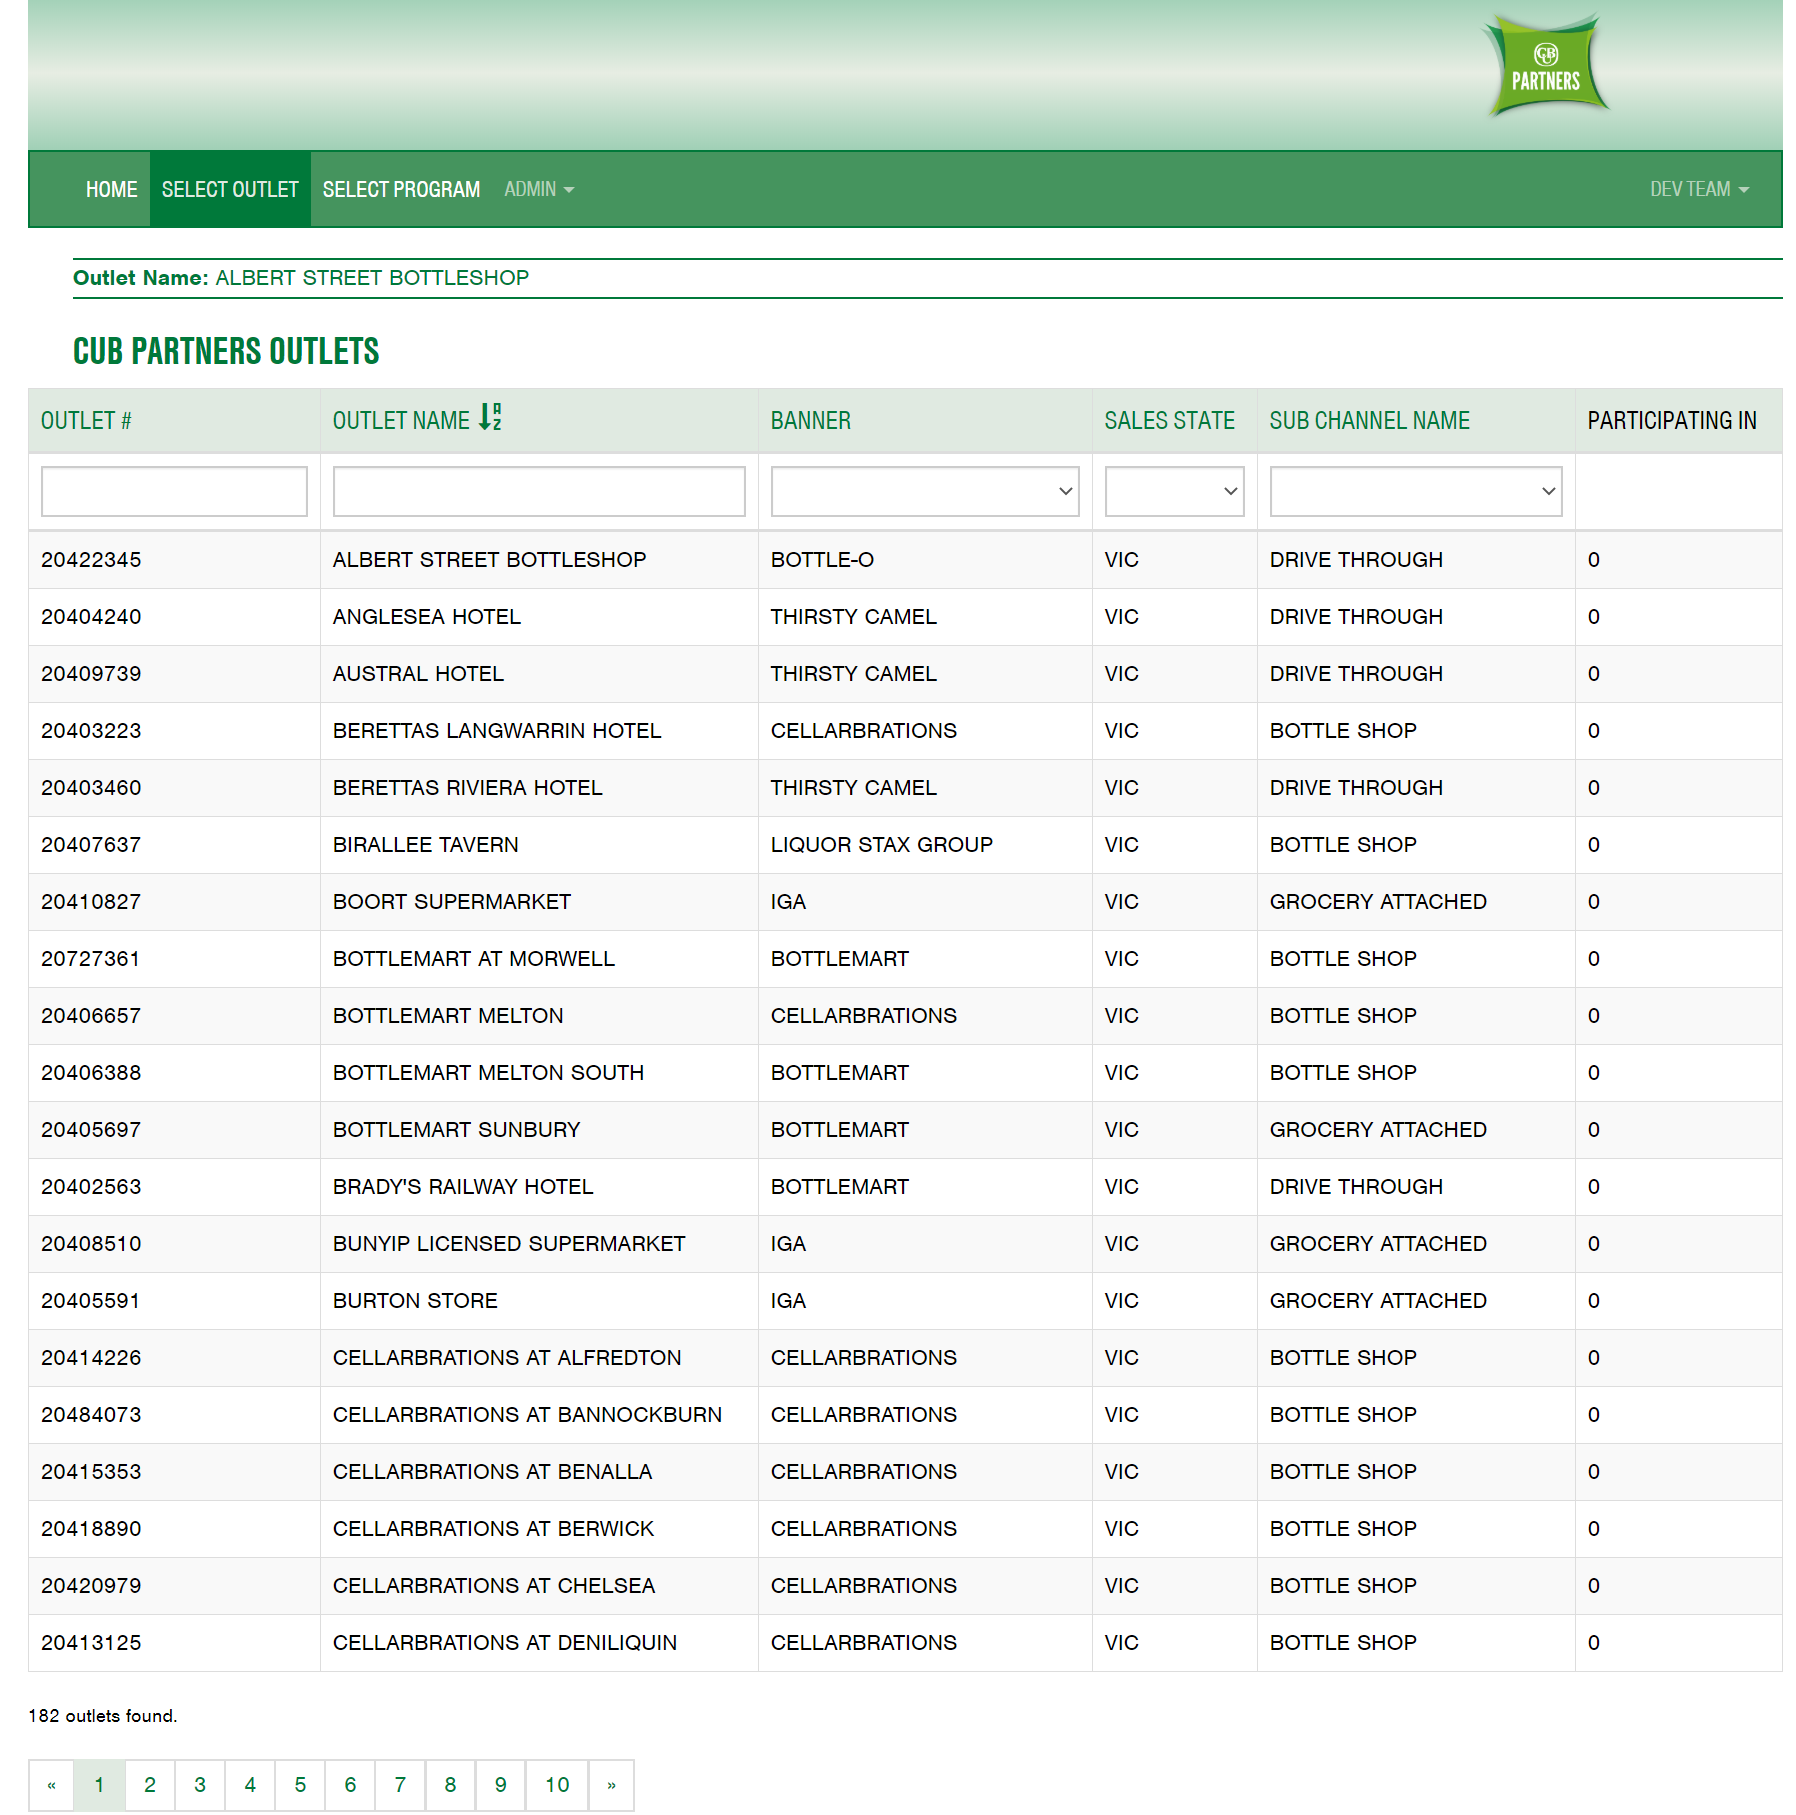 CUB
PARTNERS
HOME SELECT OUTLET SELECT PROGRAM ADMIN DEV TEAM
Outlet Name: ALBERT STREET BOTTLESHOP
CUB PARTNERS OUTLETS
OUTLET # OUTLET NAME AZ BANNER SALES STATE SUB CHANNEL NAME PARTICIPATING IN
20422345 ALBERT STREET BOTTLESHOP BOTTLE-O VIC DRIVE THROUGH 0
20404240 ANGLESEA HOTEL THIRSTY CAMEL VIC DRIVE THROUGH 0
20409739 AUSTRAL HOTEL THIRSTY CAMEL VIC DRIVE THROUGH 0
20403223 BERETTAS LANGWARRIN HOTEL CELLARBRATIONS VIC BOTTLE SHOP 0
20403460 BERETTAS RIVIERA HOTEL THIRSTY CAMEL VIC DRIVE THROUGH 0
20407637 BIRALLEE TAVERN LIQUOR STAX GROUP VIC BOTTLE SHOP 0
20410827 BOORT SUPERMARKET IGA VIC GROCERY ATTACHED 0
20727361 BOTTLEMART AT MORWELL BOTTLEMART VIC BOTTLE SHOP 0
20406657 BOTTLEMART MELTON CELLARBRATIONS VIC BOTTLE SHOP 0
20406388 BOTTLEMART MELTON SOUTH BOTTLEMART VIC BOTTLE SHOP 0
20405697 BOTTLEMART SUNBURY BOTTLEMART VIC GROCERY ATTACHED 0
20402563 BRADY'S RAILWAY HOTEL BOTTLEMART VIC DRIVE THROUGH 0
20408510 BUNYIP LICENSED SUPERMARKET IGA VIC GROCERY ATTACHED 0
20405591 BURTON STORE IGA VIC GROCERY ATTACHED 0
20414226 CELLARBRATIONS AT ALFREDTON CELLARBRATIONS VIC BOTTLE SHOP 0
20484073 CELLARBRATIONS AT BANNOCKBURN CELLARBRATIONS VIC BOTTLE SHOP 0
20415353 CELLARBRATIONS AT BENALLA CELLARBRATIONS VIC BOTTLE SHOP 0
20418890 CELLARBRATIONS AT BERWICK CELLARBRATIONS VIC BOTTLE SHOP 0
20420979 CELLARBRATIONS AT CHELSEA CELLARBRATIONS VIC BOTTLE SHOP 0
20413125 CELLARBRATIONS AT DENILIQUIN CELLARBRATIONS VIC BOTTLE SHOP 0
182 outlets found.
« 1 2 3 4 5 6 7 8 9 10 »